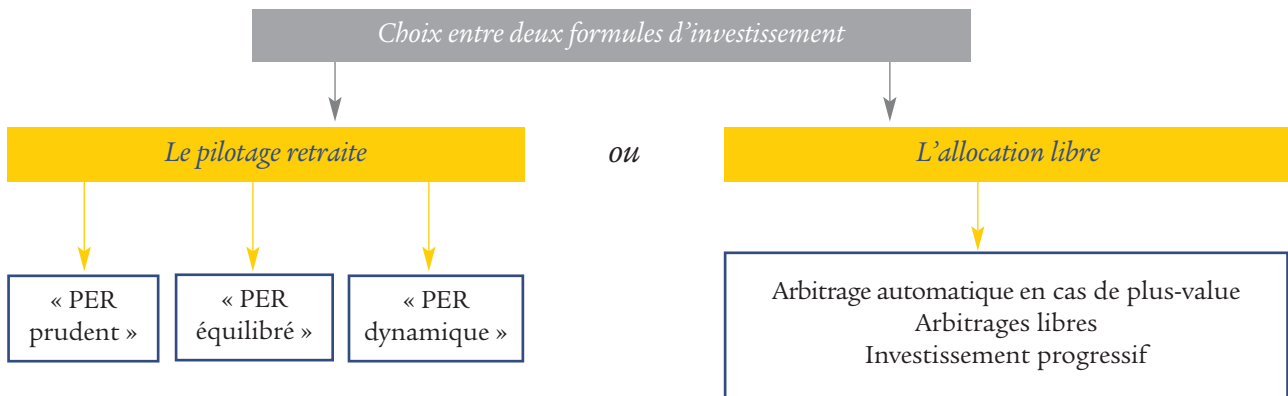 Choix entre deux formules d’investissement
Le pilotage retraite
ou
L’allocation libre
« PER
prudent »
« PER
équilibré »
« PER
dynamique »
Arbitrage automatique en cas de plus-value
Arbitrages libres
Investissement progressif